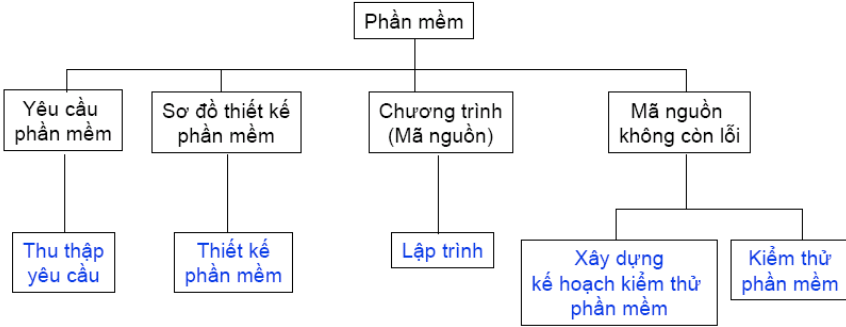 Phần mềm
Yêu cầu
phần mềm
Sơ đồ thiết kế
phần mềm
Chương trình
(Mã nguồn)
Mã nguồn
không còn lỗi
Thu thập
yêu cầu
Thiết kế
phần mềm
Lập trình
Xây dựng
kế hoạch kiểm thử
phần mềm
Kiểm thử
phần mềm